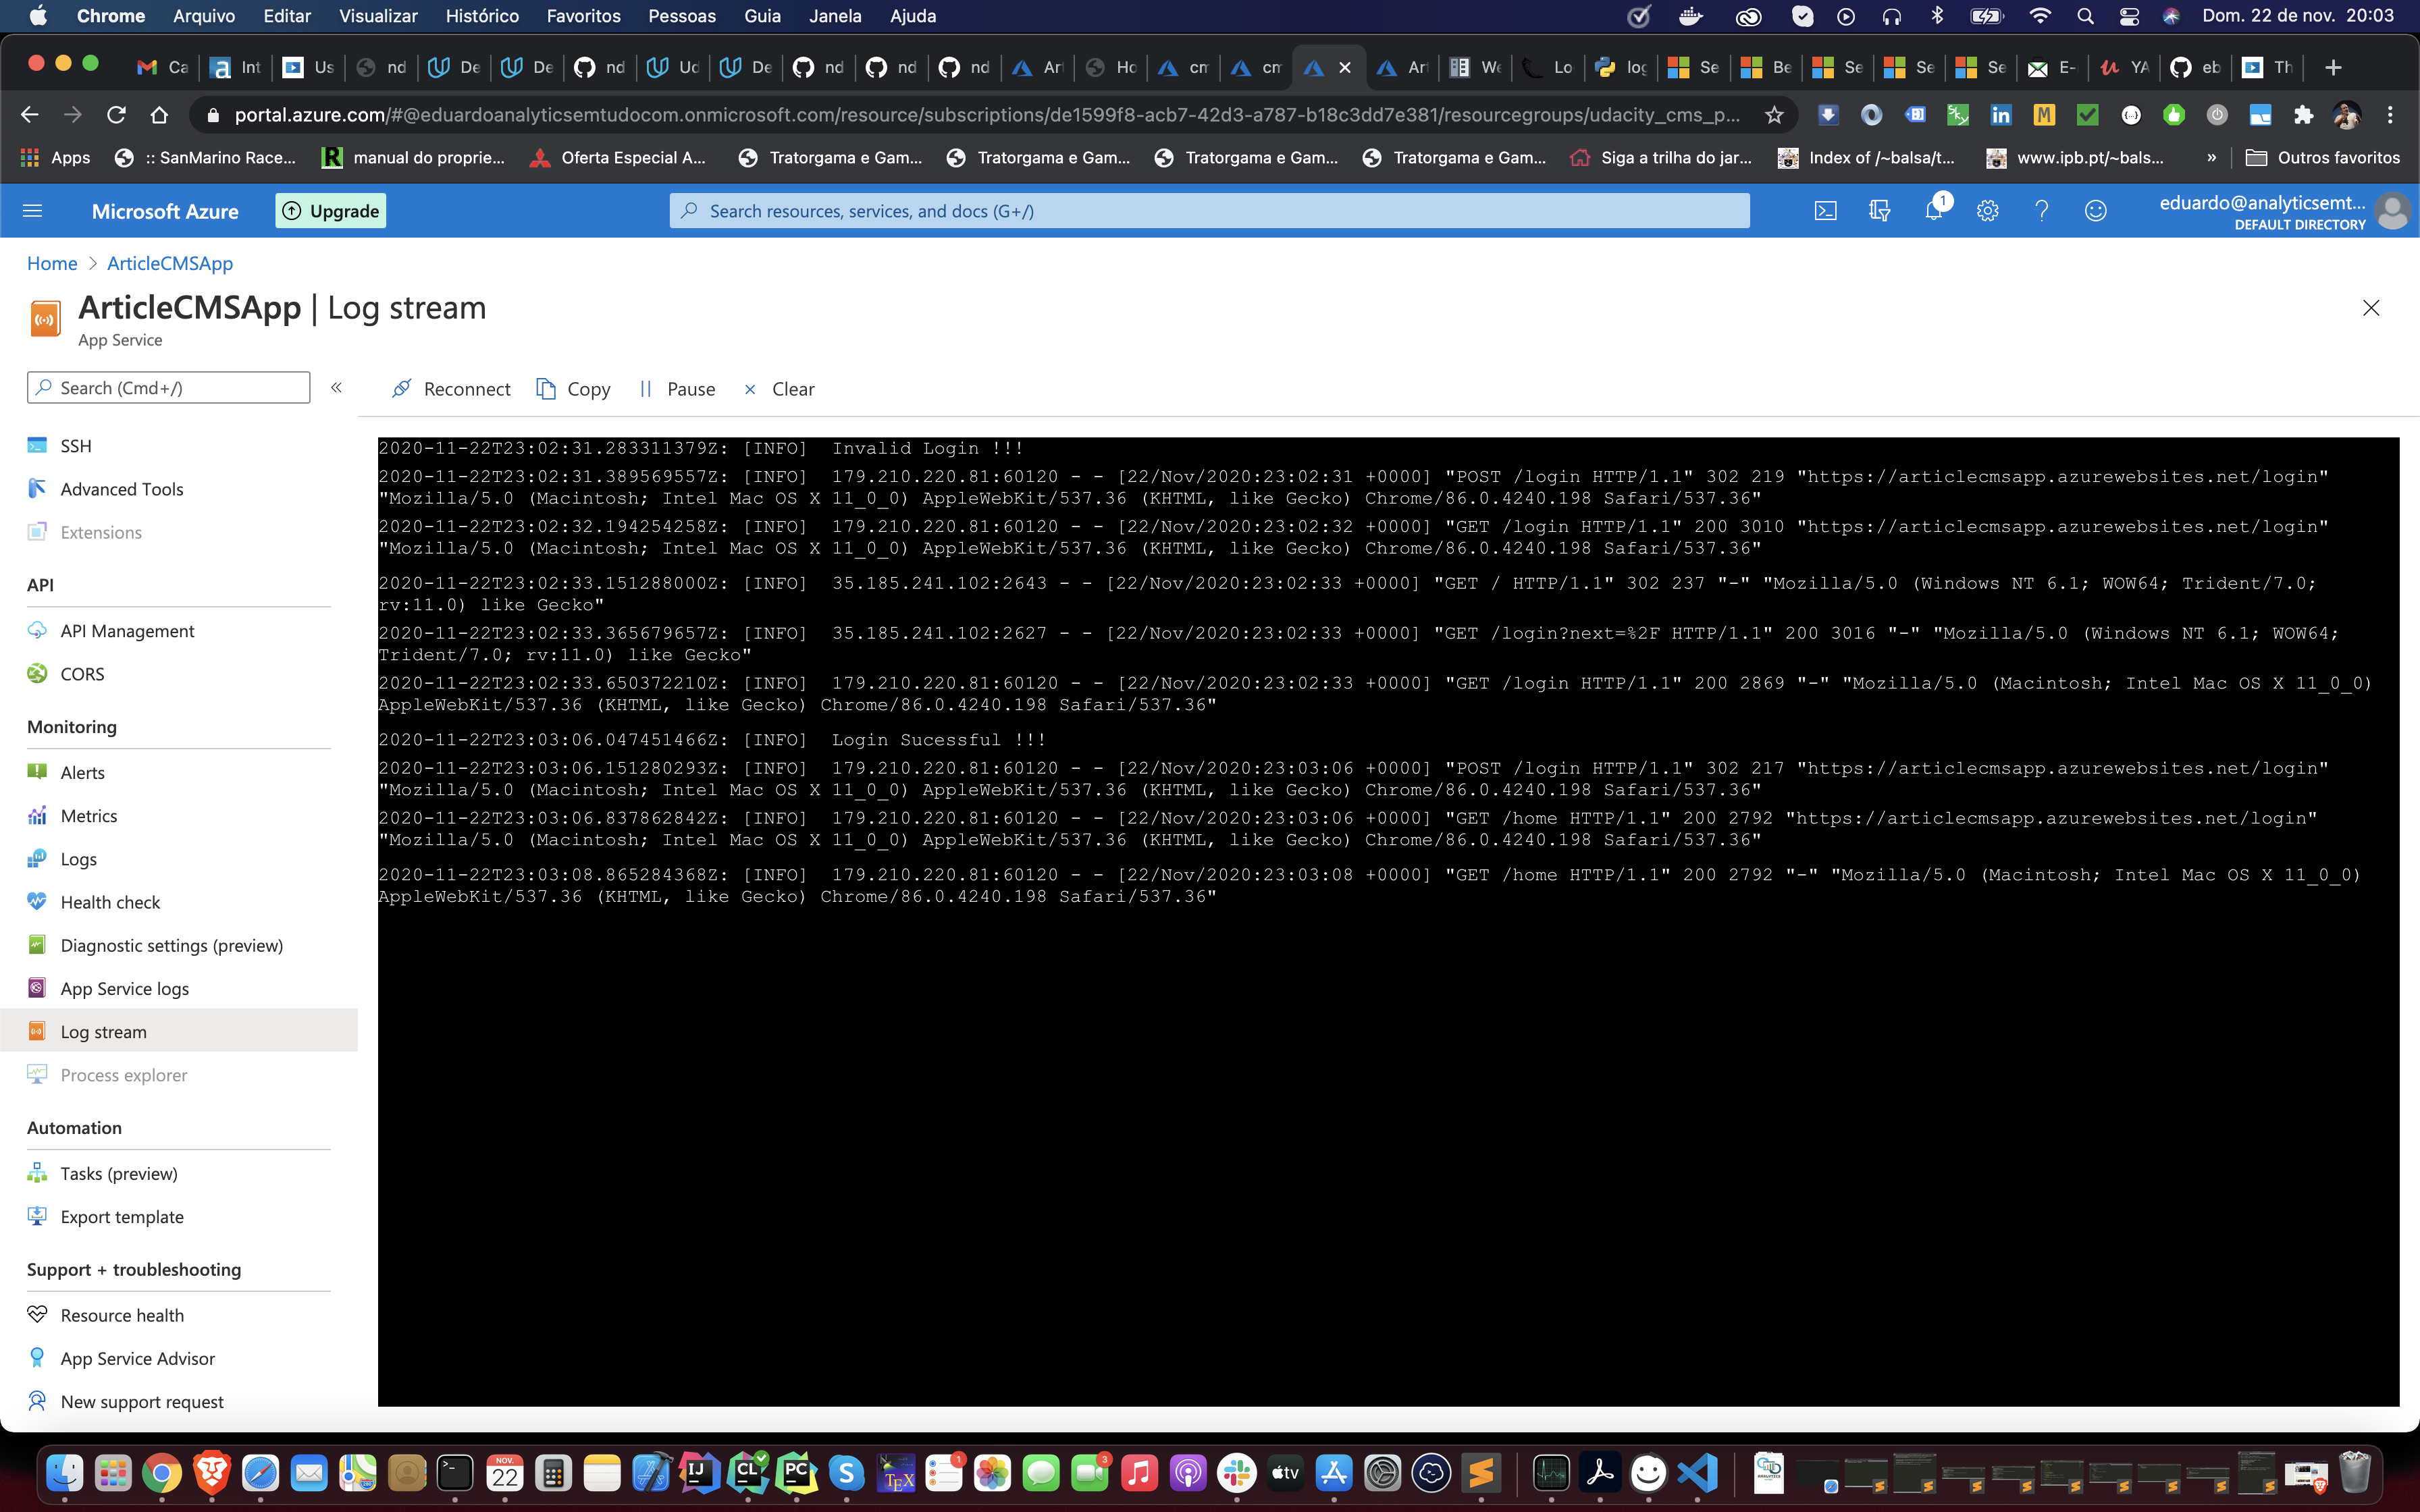 Chrome Arquivo Editar Visualizar Histórico Favoritos Pessoas Guia Janela Ajuda Dom. 22 de nov. 20:03
Ca Int Us nd De De nd Ud De nd nd nd Art Ho cm cm Art We Lo log Se Be Se Se Se E- YA eb Th
portal.azure.com/#@eduardoanalyticsemtudocom.onmicrosoft.com/resource/subscriptions/de1599f8-acb7-42d3-a787-b18c3dd7e381/resourcegroups/udacity_cms_p...
Apps :: SanMarino Race... manual do proprie... Oferta Especial A... Tratorgama e Gam... Tratorgama e Gam... Tratorgama e Gam... Tratorgama e Gam... Siga a trilha do jar... Index of /~balsa/t... www.ipb.pt/~bals... » Outros favoritos
Microsoft Azure Upgrade Search resources, services, and docs (G+/) 1 eduardo@analyticsemt...
DEFAULT DIRECTORY
Home > ArticleCMSApp
ArticleCMSApp | Log stream
App Service
Search (Cmd+/) «
Reconnect Copy Pause Clear
SSH
Advanced Tools
Extensions
API
API Management
CORS
Monitoring
Alerts
Metrics
Logs
Health check
Diagnostic settings (preview)
App Service logs
Log stream
Process explorer
Automation
Tasks (preview)
Export template
Support + troubleshooting
Resource health
App Service Advisor
New support request
2020-11-22T23:02:31.283311379Z: [INFO]  Invalid Login !!!
2020-11-22T23:02:31.389569557Z: [INFO]  179.210.220.81:60120 - - [22/Nov/2020:23:02:31 +0000] "POST /login HTTP/1.1" 302 219 "https://articlecmsapp.azurewebsites.net/login"
"Mozilla/5.0 (Macintosh; Intel Mac OS X 11_0_0) AppleWebKit/537.36 (KHTML, like Gecko) Chrome/86.0.4240.198 Safari/537.36"
2020-11-22T23:02:32.194254258Z: [INFO]  179.210.220.81:60120 - - [22/Nov/2020:23:02:32 +0000] "GET /login HTTP/1.1" 200 3010 "https://articlecmsapp.azurewebsites.net/login"
"Mozilla/5.0 (Macintosh; Intel Mac OS X 11_0_0) AppleWebKit/537.36 (KHTML, like Gecko) Chrome/86.0.4240.198 Safari/537.36"
2020-11-22T23:02:33.151288000Z: [INFO]  35.185.241.102:2643 - - [22/Nov/2020:23:02:33 +0000] "GET / HTTP/1.1" 302 237 "-" "Mozilla/5.0 (Windows NT 6.1; WOW64; Trident/7.0;
rv:11.0) like Gecko"
2020-11-22T23:02:33.365679657Z: [INFO]  35.185.241.102:2627 - - [22/Nov/2020:23:02:33 +0000] "GET /login?next=%2F HTTP/1.1" 200 3016 "-" "Mozilla/5.0 (Windows NT 6.1; WOW64;
Trident/7.0; rv:11.0) like Gecko"
2020-11-22T23:02:33.650372210Z: [INFO]  179.210.220.81:60120 - - [22/Nov/2020:23:02:33 +0000] "GET /login HTTP/1.1" 200 2869 "-" "Mozilla/5.0 (Macintosh; Intel Mac OS X 11_0_0)
AppleWebKit/537.36 (KHTML, like Gecko) Chrome/86.0.4240.198 Safari/537.36"
2020-11-22T23:03:06.047451466Z: [INFO]  Login Sucessful !!!
2020-11-22T23:03:06.151280293Z: [INFO]  179.210.220.81:60120 - - [22/Nov/2020:23:03:06 +0000] "POST /login HTTP/1.1" 302 217 "https://articlecmsapp.azurewebsites.net/login"
"Mozilla/5.0 (Macintosh; Intel Mac OS X 11_0_0) AppleWebKit/537.36 (KHTML, like Gecko) Chrome/86.0.4240.198 Safari/537.36"
2020-11-22T23:03:06.837862842Z: [INFO]  179.210.220.81:60120 - - [22/Nov/2020:23:03:06 +0000] "GET /home HTTP/1.1" 200 2792 "https://articlecmsapp.azurewebsites.net/login"
"Mozilla/5.0 (Macintosh; Intel Mac OS X 11_0_0) AppleWebKit/537.36 (KHTML, like Gecko) Chrome/86.0.4240.198 Safari/537.36"
2020-11-22T23:03:08.865284368Z: [INFO]  179.210.220.81:60120 - - [22/Nov/2020:23:03:08 +0000] "GET /home HTTP/1.1" 200 2792 "-" "Mozilla/5.0 (Macintosh; Intel Mac OS X 11_0_0)
AppleWebKit/537.36 (KHTML, like Gecko) Chrome/86.0.4240.198 Safari/537.36"
NOV. 22 IJ CL PC TEX 1 3 tv